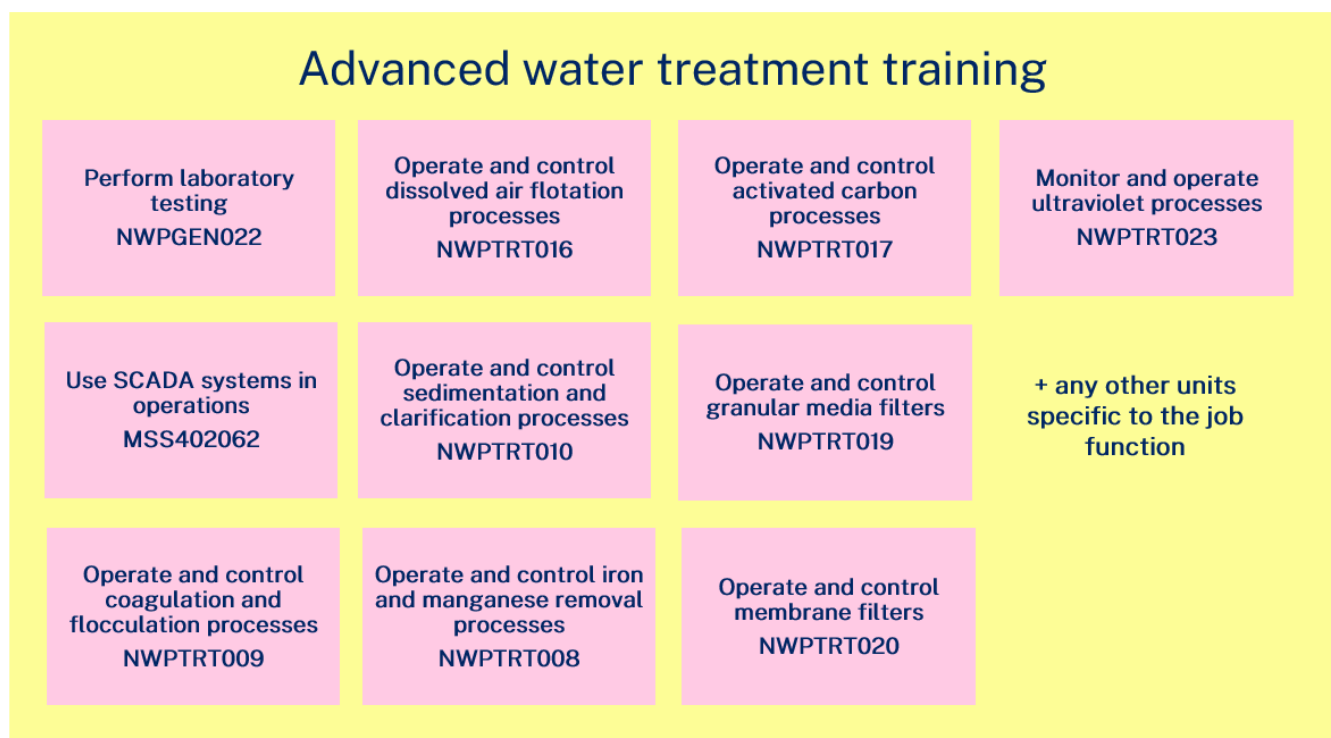 Advanced water treatment training
Perform laboratory
testing
NWPGEN022
Operate and control
dissolved air flotation
processes
NWPTRT016
Operate and control
activated carbon
processes
NWPTRT017
Monitor and operate
ultraviolet processes
NWPTRT023
Use SCADA systems in
operations
MSS402062
Operate and control
sedimentation and
clarification processes
NWPTRT010
Operate and control
granular media filters
NWPTRT019
+ any other units
specific to the job
function
Operate and control
coagulation and
flocculation processes
NWPTRT009
Operate and control iron
and manganese removal
processes
NWPTRT008
Operate and control
membrane filters
NWPTRT020